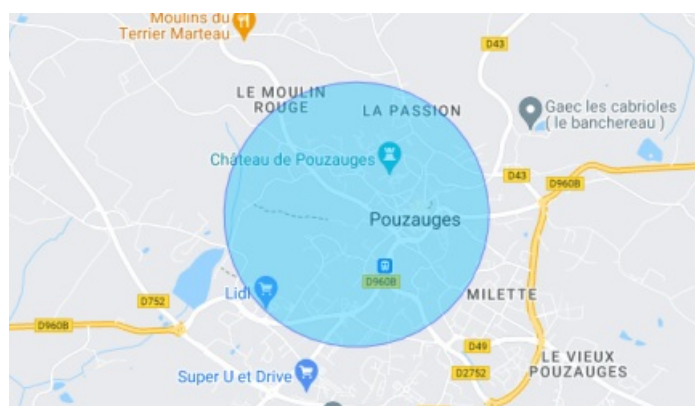 Moulins du
Terrier Marteau
D43
LE MOULIN
ROUGE
LA PASSION
Gaec les cabrioles
( le banchereau )
Château de Pouzauges
D43
D960B
Pouzauges
D960B
Lidl
D752
MILETTE
D960B
D49
LE VIEUX
POUZAUGES
Super U et Drive
D2752